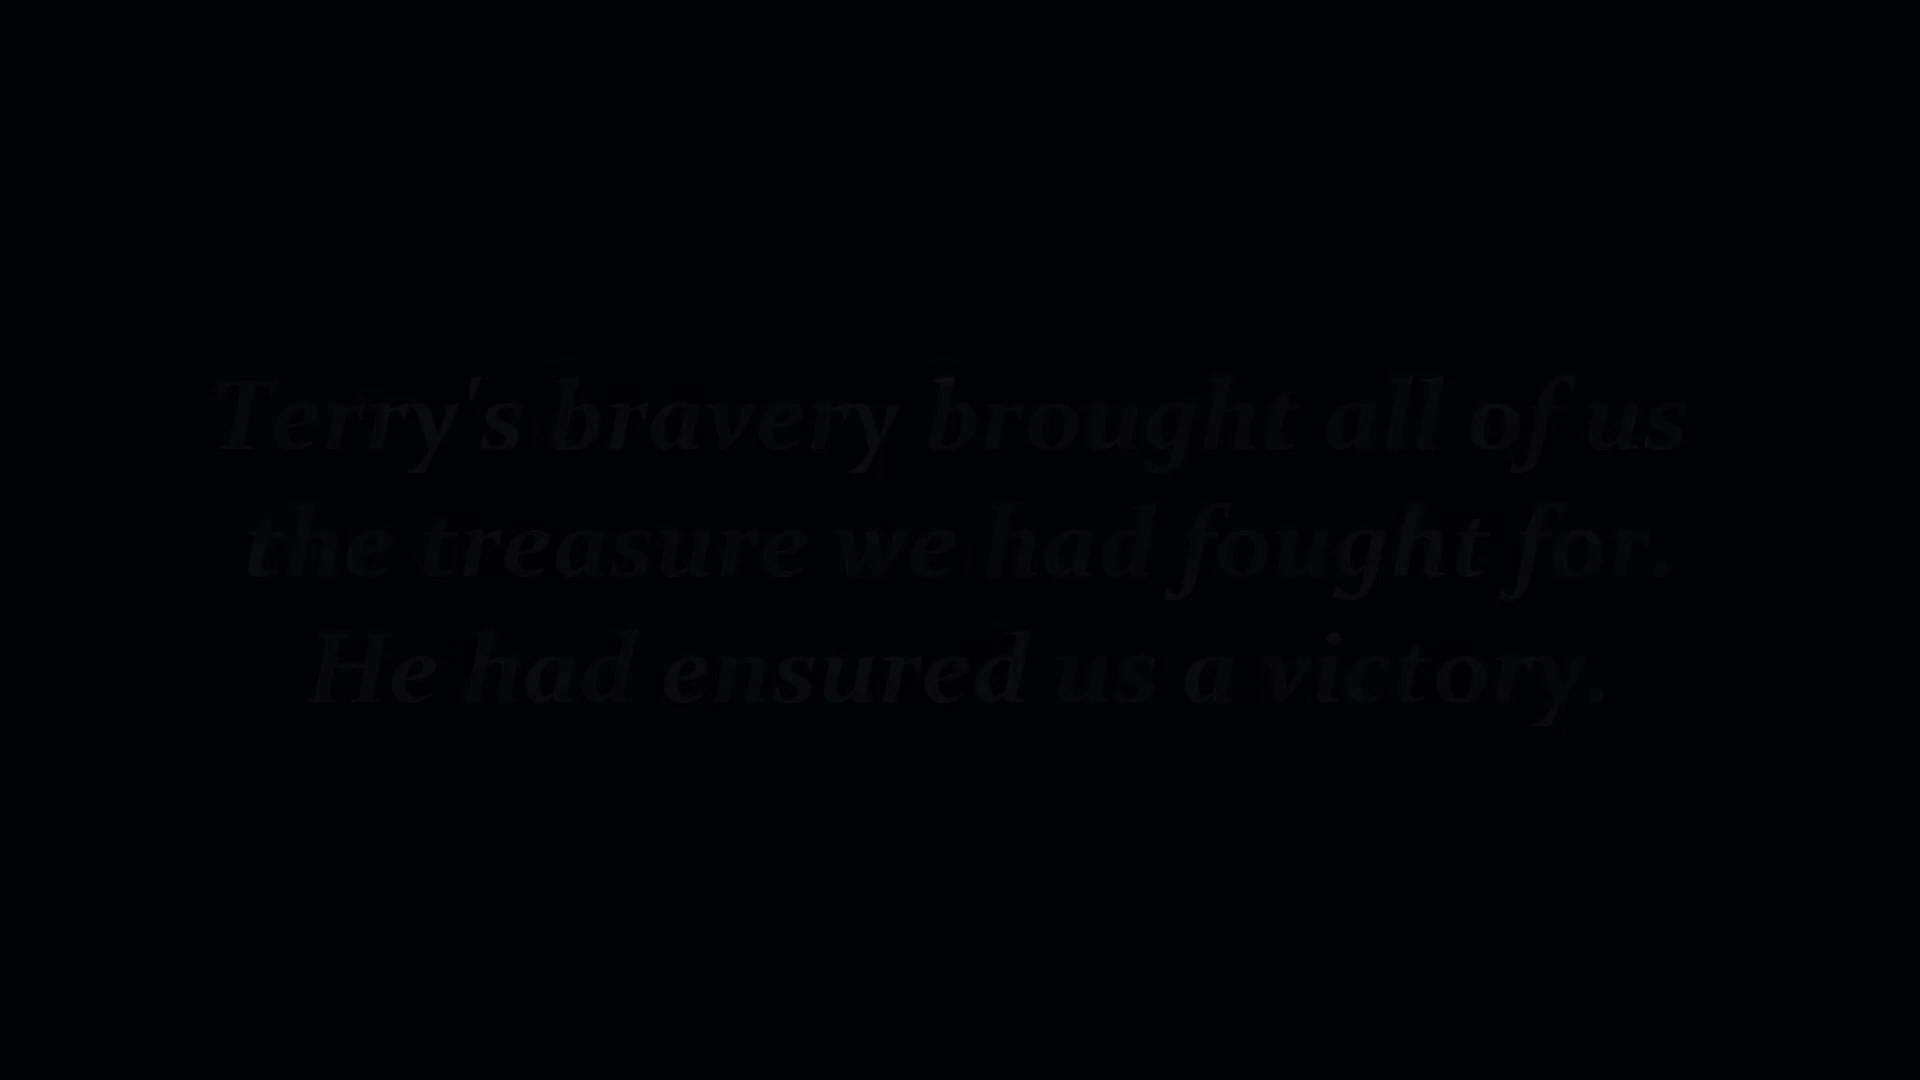 Terry's bravery brought all of us
the treasure we had fought for.
He had ensured us a victory.